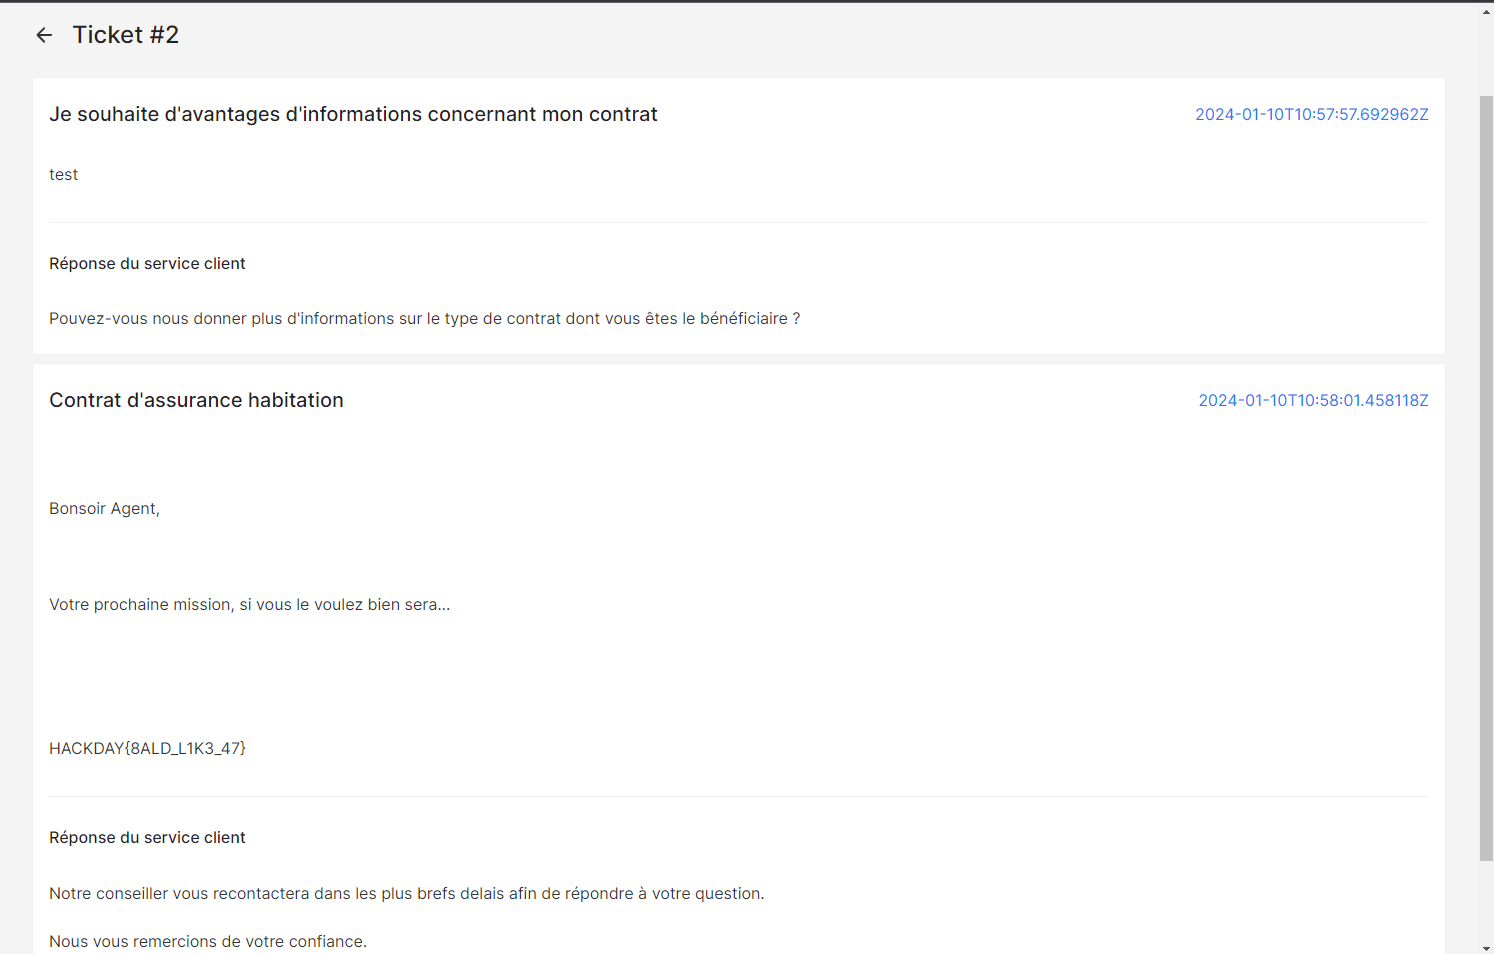 Ticket #2
Je souhaite d'avantages d'informations concernant mon contrat
2024-01-10T10:57:57.692962Z
test
Réponse du service client
Pouvez-vous nous donner plus d'informations sur le type de contrat dont vous êtes le bénéficiaire ?
Contrat d'assurance habitation
2024-01-10T10:58:01.458118Z
Bonsoir Agent,
Votre prochaine mission, si vous le voulez bien sera...
HACKDAY{8ALD_L1K3_47}
Réponse du service client
Notre conseiller vous recontactera dans les plus brefs delais afin de répondre à votre question.
Nous vous remercions de votre confiance.